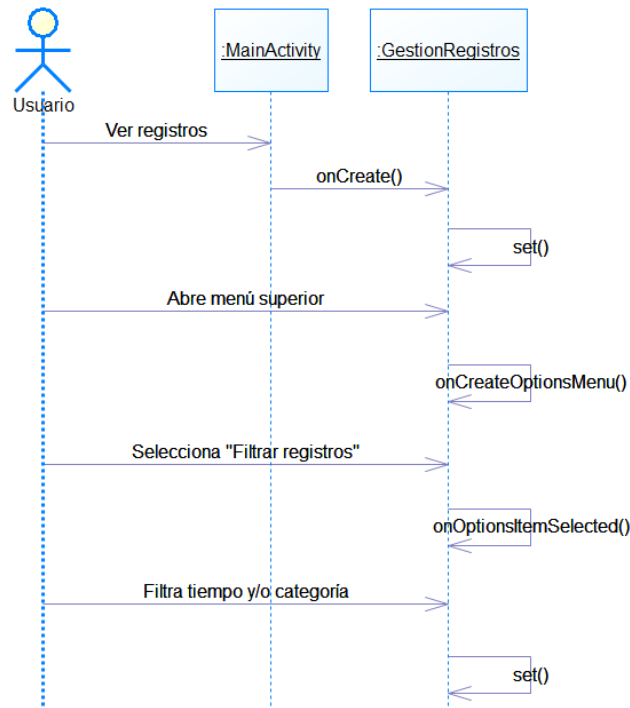 :MainActivity
:GestionRegistros
Usuario
Ver registros
onCreate()
set()
Abre menú superior
onCreateOptionsMenu()
Selecciona "Filtrar registros"
onOptionsItemSelected()
Filtra tiempo y/o categoría
set()